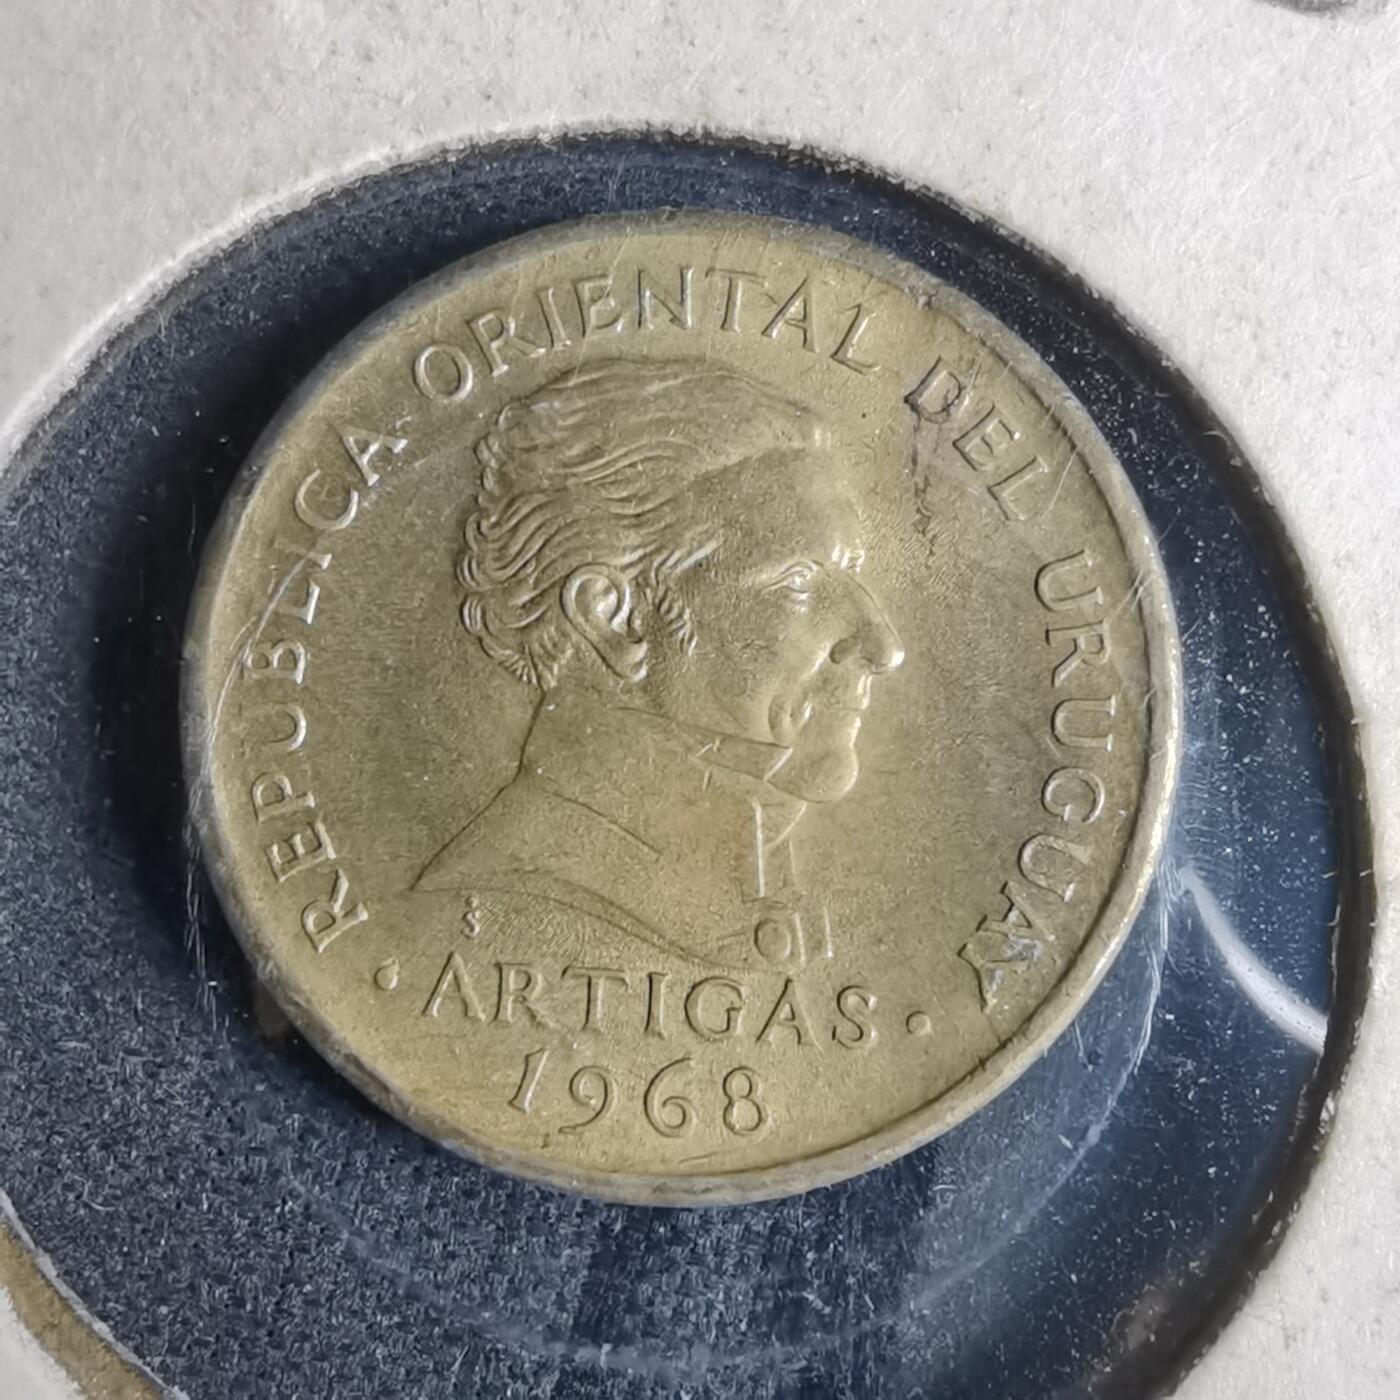 REPUBLICA ORIENTAL DEL URUGUAY
S
· ARTIGAS ·
1968